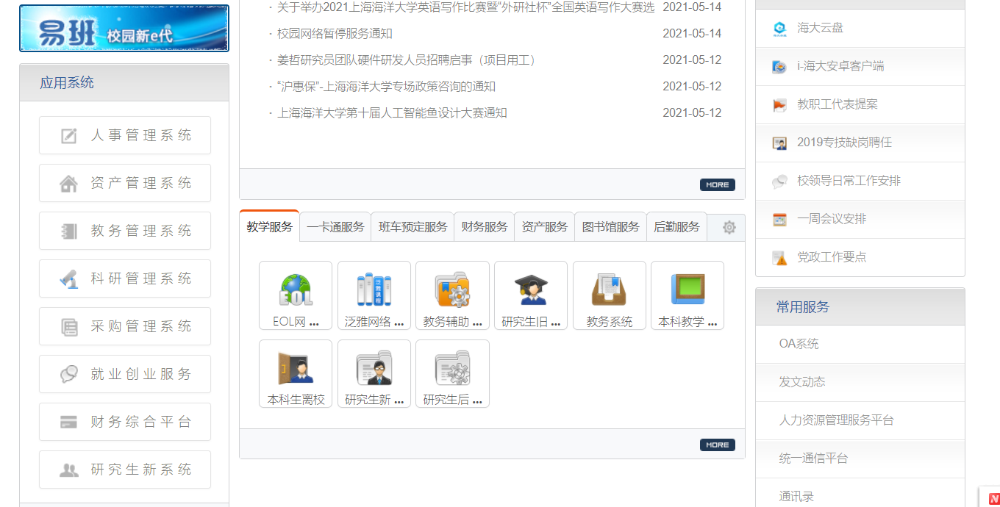 易班 校园新e代
应用系统
人事管理系统
资产管理系统
教务管理系统
科研管理系统
采购管理系统
就业创业服务
财务综合平台
研究生新系统
· 关于举办2021上海海洋大学英语写作比赛暨“外研社杯”全国英语写作大赛选 2021-05-14
· 校园网络暂停服务通知 2021-05-14
· 姜哲研究员团队硬件研发人员招聘启事（项目用工） 2021-05-12
· “沪惠保”-上海海洋大学专场政策咨询的通知 2021-05-12
· 上海海洋大学第十届人工智能鱼设计大赛通知 2021-05-12
MORE
教学服务 一卡通服务 班车预定服务 财务服务 资产服务 图书馆服务 后勤服务
EOL
泛雅课程
EOL网 ... 泛雅网络 ... 教务辅助 ... 研究生旧 ... 教务系统 本科教学 ...
本科生离校 研究生新 ... 研究生后 ...
MORE
海大云盘
i-海大安卓客户端
教职工代表提案
2019专技缺岗聘任
校领导日常工作安排
一周会议安排
党政工作要点
常用服务
OA系统
发文动态
人力资源管理服务平台
统一通信平台
通讯录
N